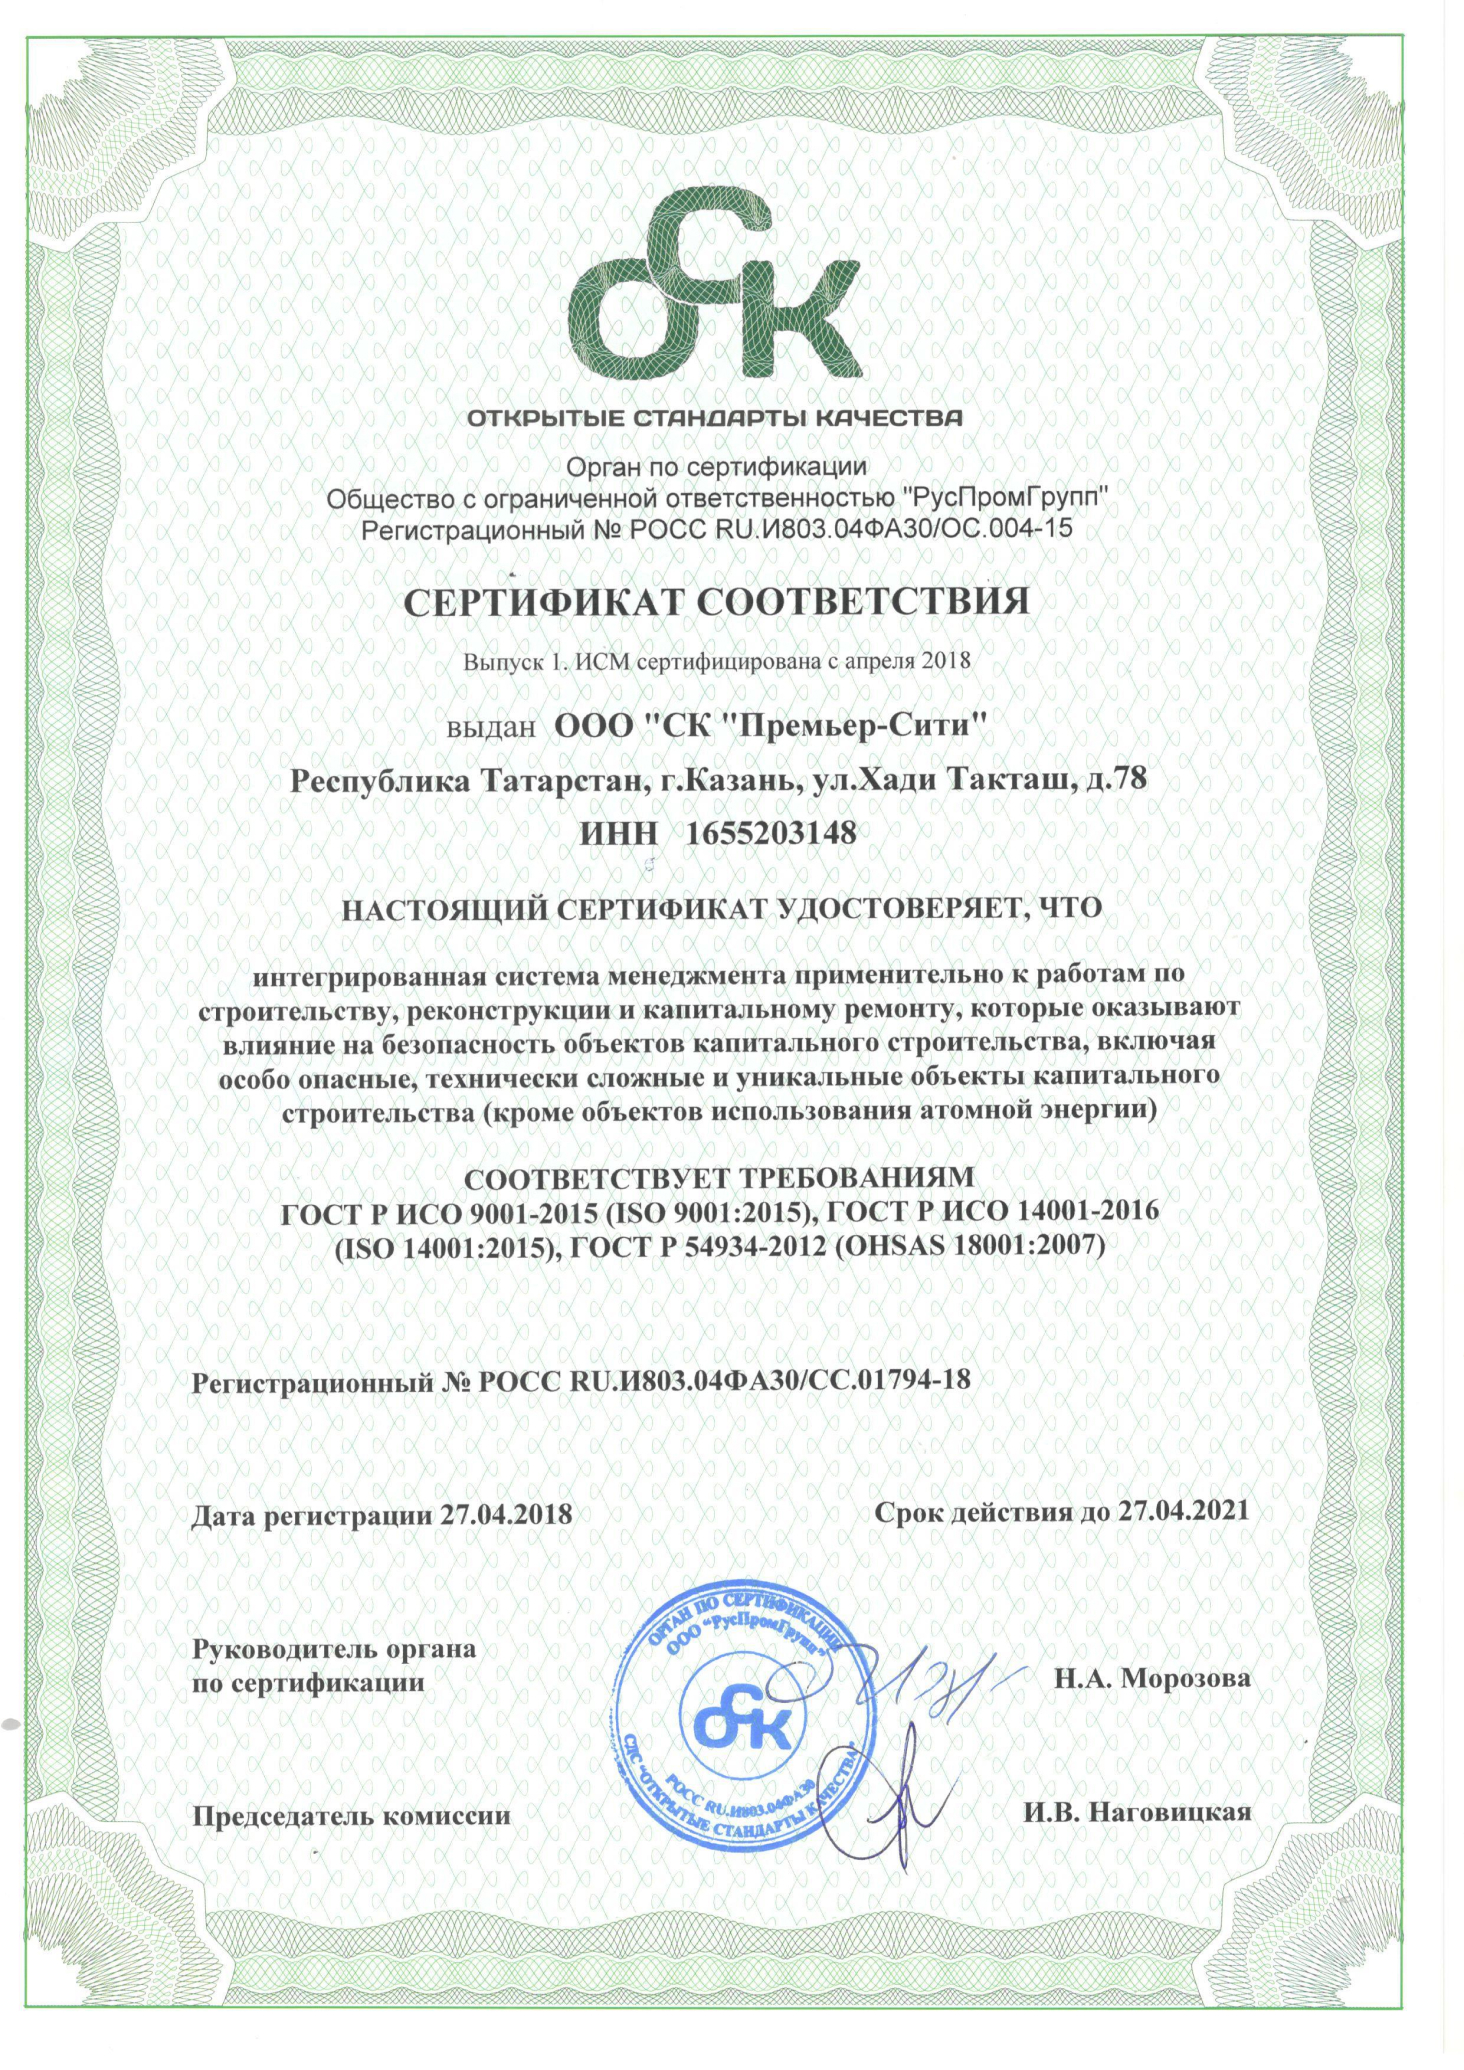 ОСК
ОТКРЫТЫЕ СТАНДАРТЫ КАЧЕСТВА
Орган по сертификации
Общество с ограниченной ответственностью "РусПромГрупп"
Регистрационный № РОСС RU.И803.04ФА30/ОС.004-15
СЕРТИФИКАТ СООТВЕТСТВИЯ
Выпуск 1. ИСМ сертифицирована с апреля 2018
выдан ООО "СК "Премьер-Сити"
Республика Татарстан, г.Казань, ул.Хади Такташ, д.78
ИНН 1655203148
НАСТОЯЩИЙ СЕРТИФИКАТ УДОСТОВЕРЯЕТ, ЧТО
интегрированная система менеджмента применительно к работам по
строительству, реконструкции и капитальному ремонту, которые оказывают
влияние на безопасность объектов капитального строительства, включая
особо опасные, технически сложные и уникальные объекты капитального
строительства (кроме объектов использования атомной энергии)
СООТВЕТСТВУЕТ ТРЕБОВАНИЯМ
ГОСТ Р ИСО 9001-2015 (ISO 9001:2015), ГОСТ Р ИСО 14001-2016
(ISO 14001:2015), ГОСТ Р 54934-2012 (OHSAS 18001:2007)
Регистрационный № РОСС RU.И803.04ФА30/СС.01794-18
Дата регистрации 27.04.2018
Срок действия до 27.04.2021
Руководитель органа
по сертификации
Н.А. Морозова
ОРГАН ПО СЕРТИФИКАЦИИ
ООО "РусПромГрупп"
ОСК
РОСС RU.И803.04ФА30
СДС "ОТКРЫТЫЕ СТАНДАРТЫ КАЧЕСТВА"
Председатель комиссии
И.В. Наговицкая